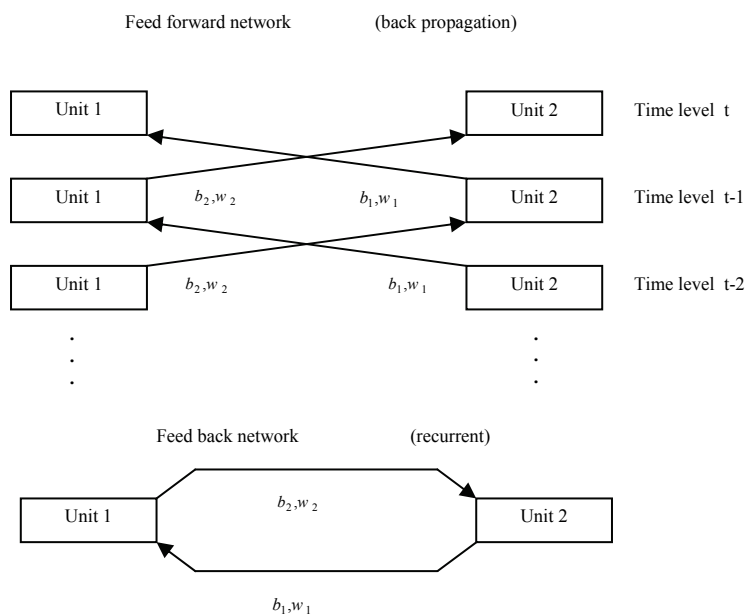 Feed forward network (back propagation)
Unit 1 Unit 2 Time level t
Unit 1 b₂,w₂ b₁,w₁ Unit 2 Time level t-1
Unit 1 b₂,w₂ b₁,w₁ Unit 2 Time level t-2
Feed back network (recurrent)
Unit 1 b₂,w₂ Unit 2
b₁,w₁